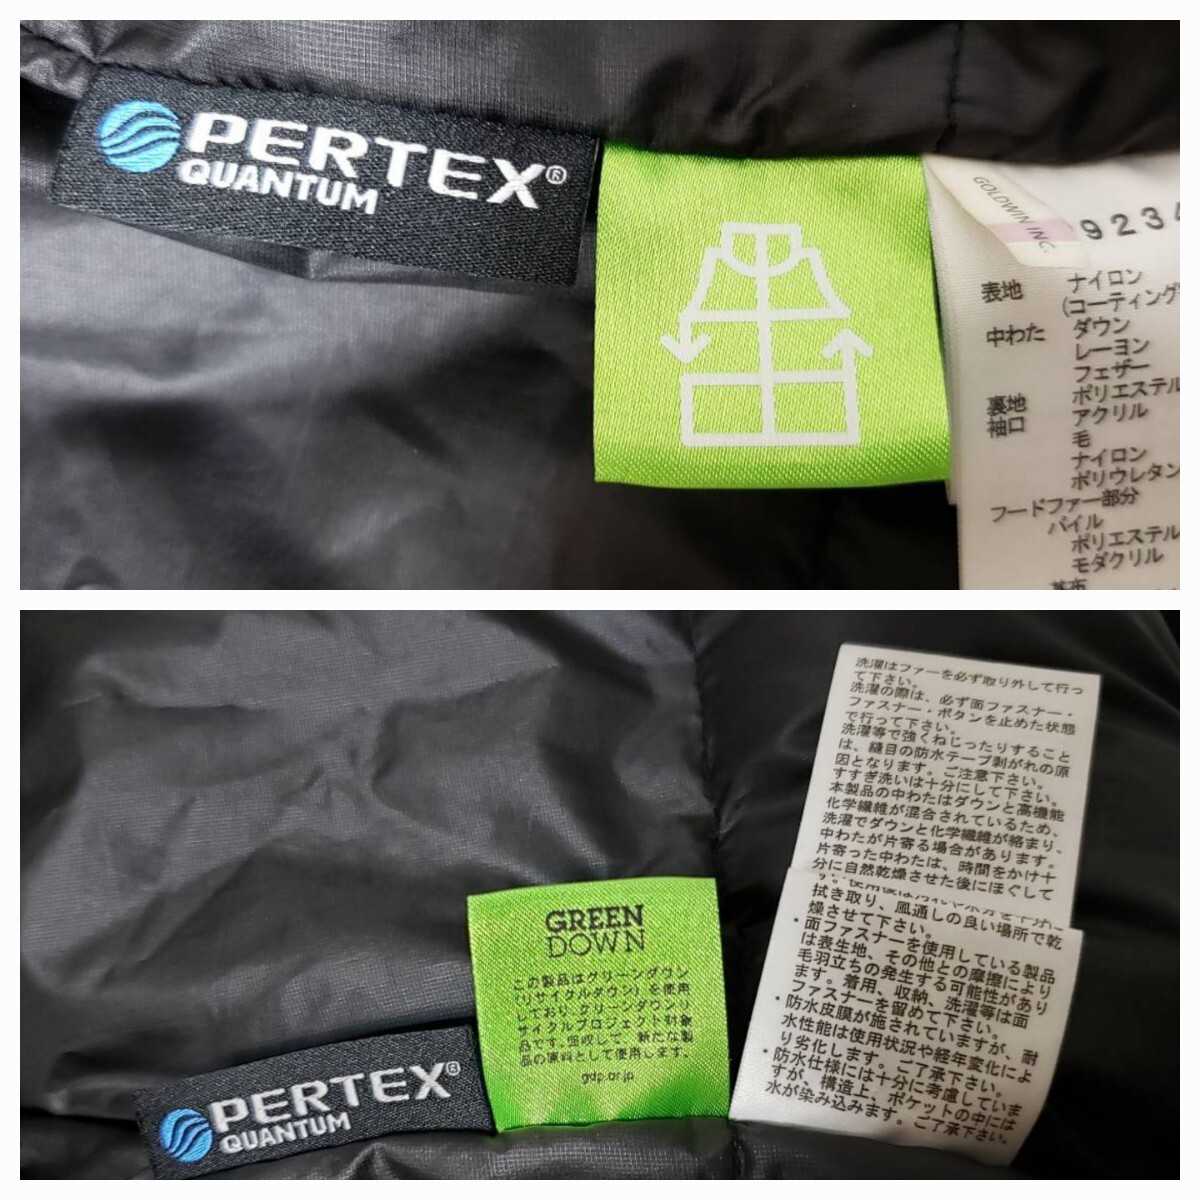 PERTEX®
QUANTUM
GOLDWIN INC.
9234
表地 ナイロン
(コーティング
中わた ダウン
レーヨン
フェザー
裏地 ポリエステル
袖口 アクリル
毛
ナイロン
ポリウレタン
フードファー部分
パイル
ポリエステル
モダクリル
基布
洗濯はファーを必ず取り外して行っ
て下さい。
洗濯の際は、必ず面ファスナー・
ファスナー・ボタンを止めた状態
で行って下さい。
洗濯等で強くねじったりすること
は、縫目の防水テープ剥がれの原
因となります。ご注意下さい。
すすぎ洗いは十分にして下さい。
本製品の中わたはダウンと高機能
化学繊維が混合されているため、
洗濯でダウンと化学繊維が絡まり、
中わたが片寄る場合があります。
片寄った中わたは、時間をかけ十
分に自然乾燥させた後にほぐして
拭き取り、風通しの良い場所で乾
燥させて下さい。
・面ファスナーを使用している製品
は表生地、その他との摩擦により
毛羽立ちの発生する可能性があり
ます。着用、収納、洗濯等は面
ファスナーを留めて下さい。
・防水皮膜が施されていますが、耐
水性能は使用状況や経年変化によ
り劣化します。ご了承下さい。
・防水仕様には十分に考慮していま
すが、構造上、ポケットの中には
水が染み込みます。ご了承下さい。
GREEN
DOWN
この製品はグリーンダウン
(リサイクルダウン)を使用
しており、グリーンダウンリ
サイクルプロジェクト対象
品です。回収して、新たな製
品の原料として使用します。
gdp.or.jp
PERTEX®
QUANTUM